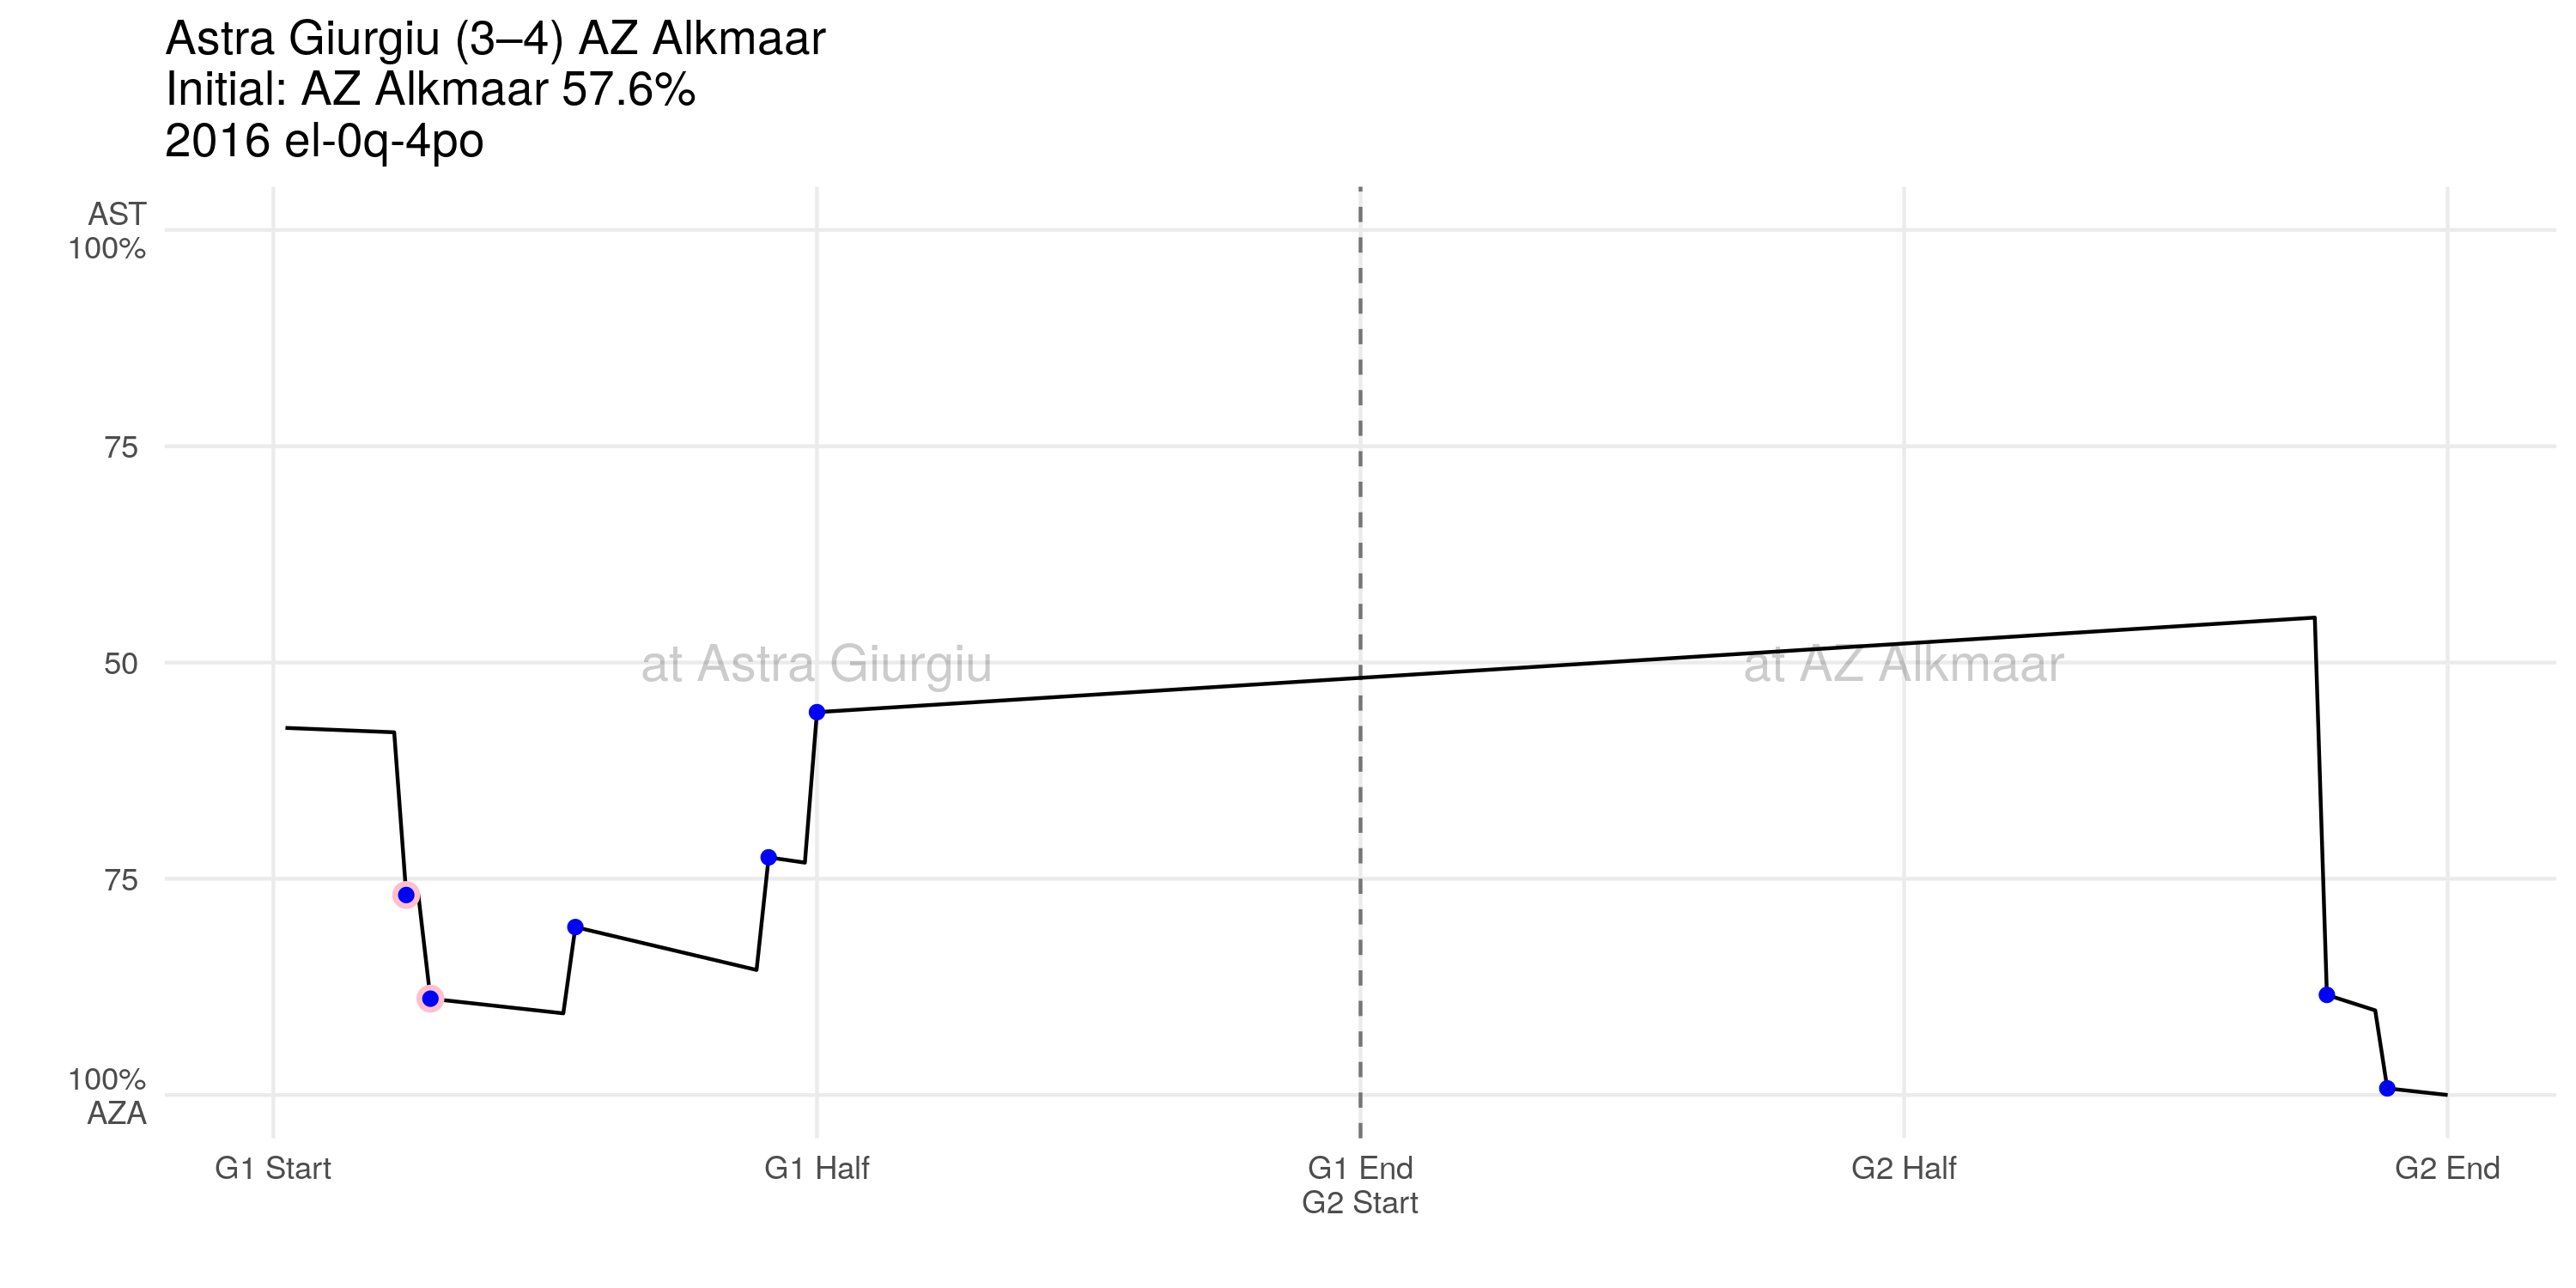 Astra Giurgiu (3–4) AZ Alkmaar
Initial: AZ Alkmaar 57.6%
2016 el-0q-4po
AST
100%
75
50
75
100%
AZA
at Astra Giurgiu
at AZ Alkmaar
G1 Start
G1 Half
G1 End
G2 Start
G2 Half
G2 End